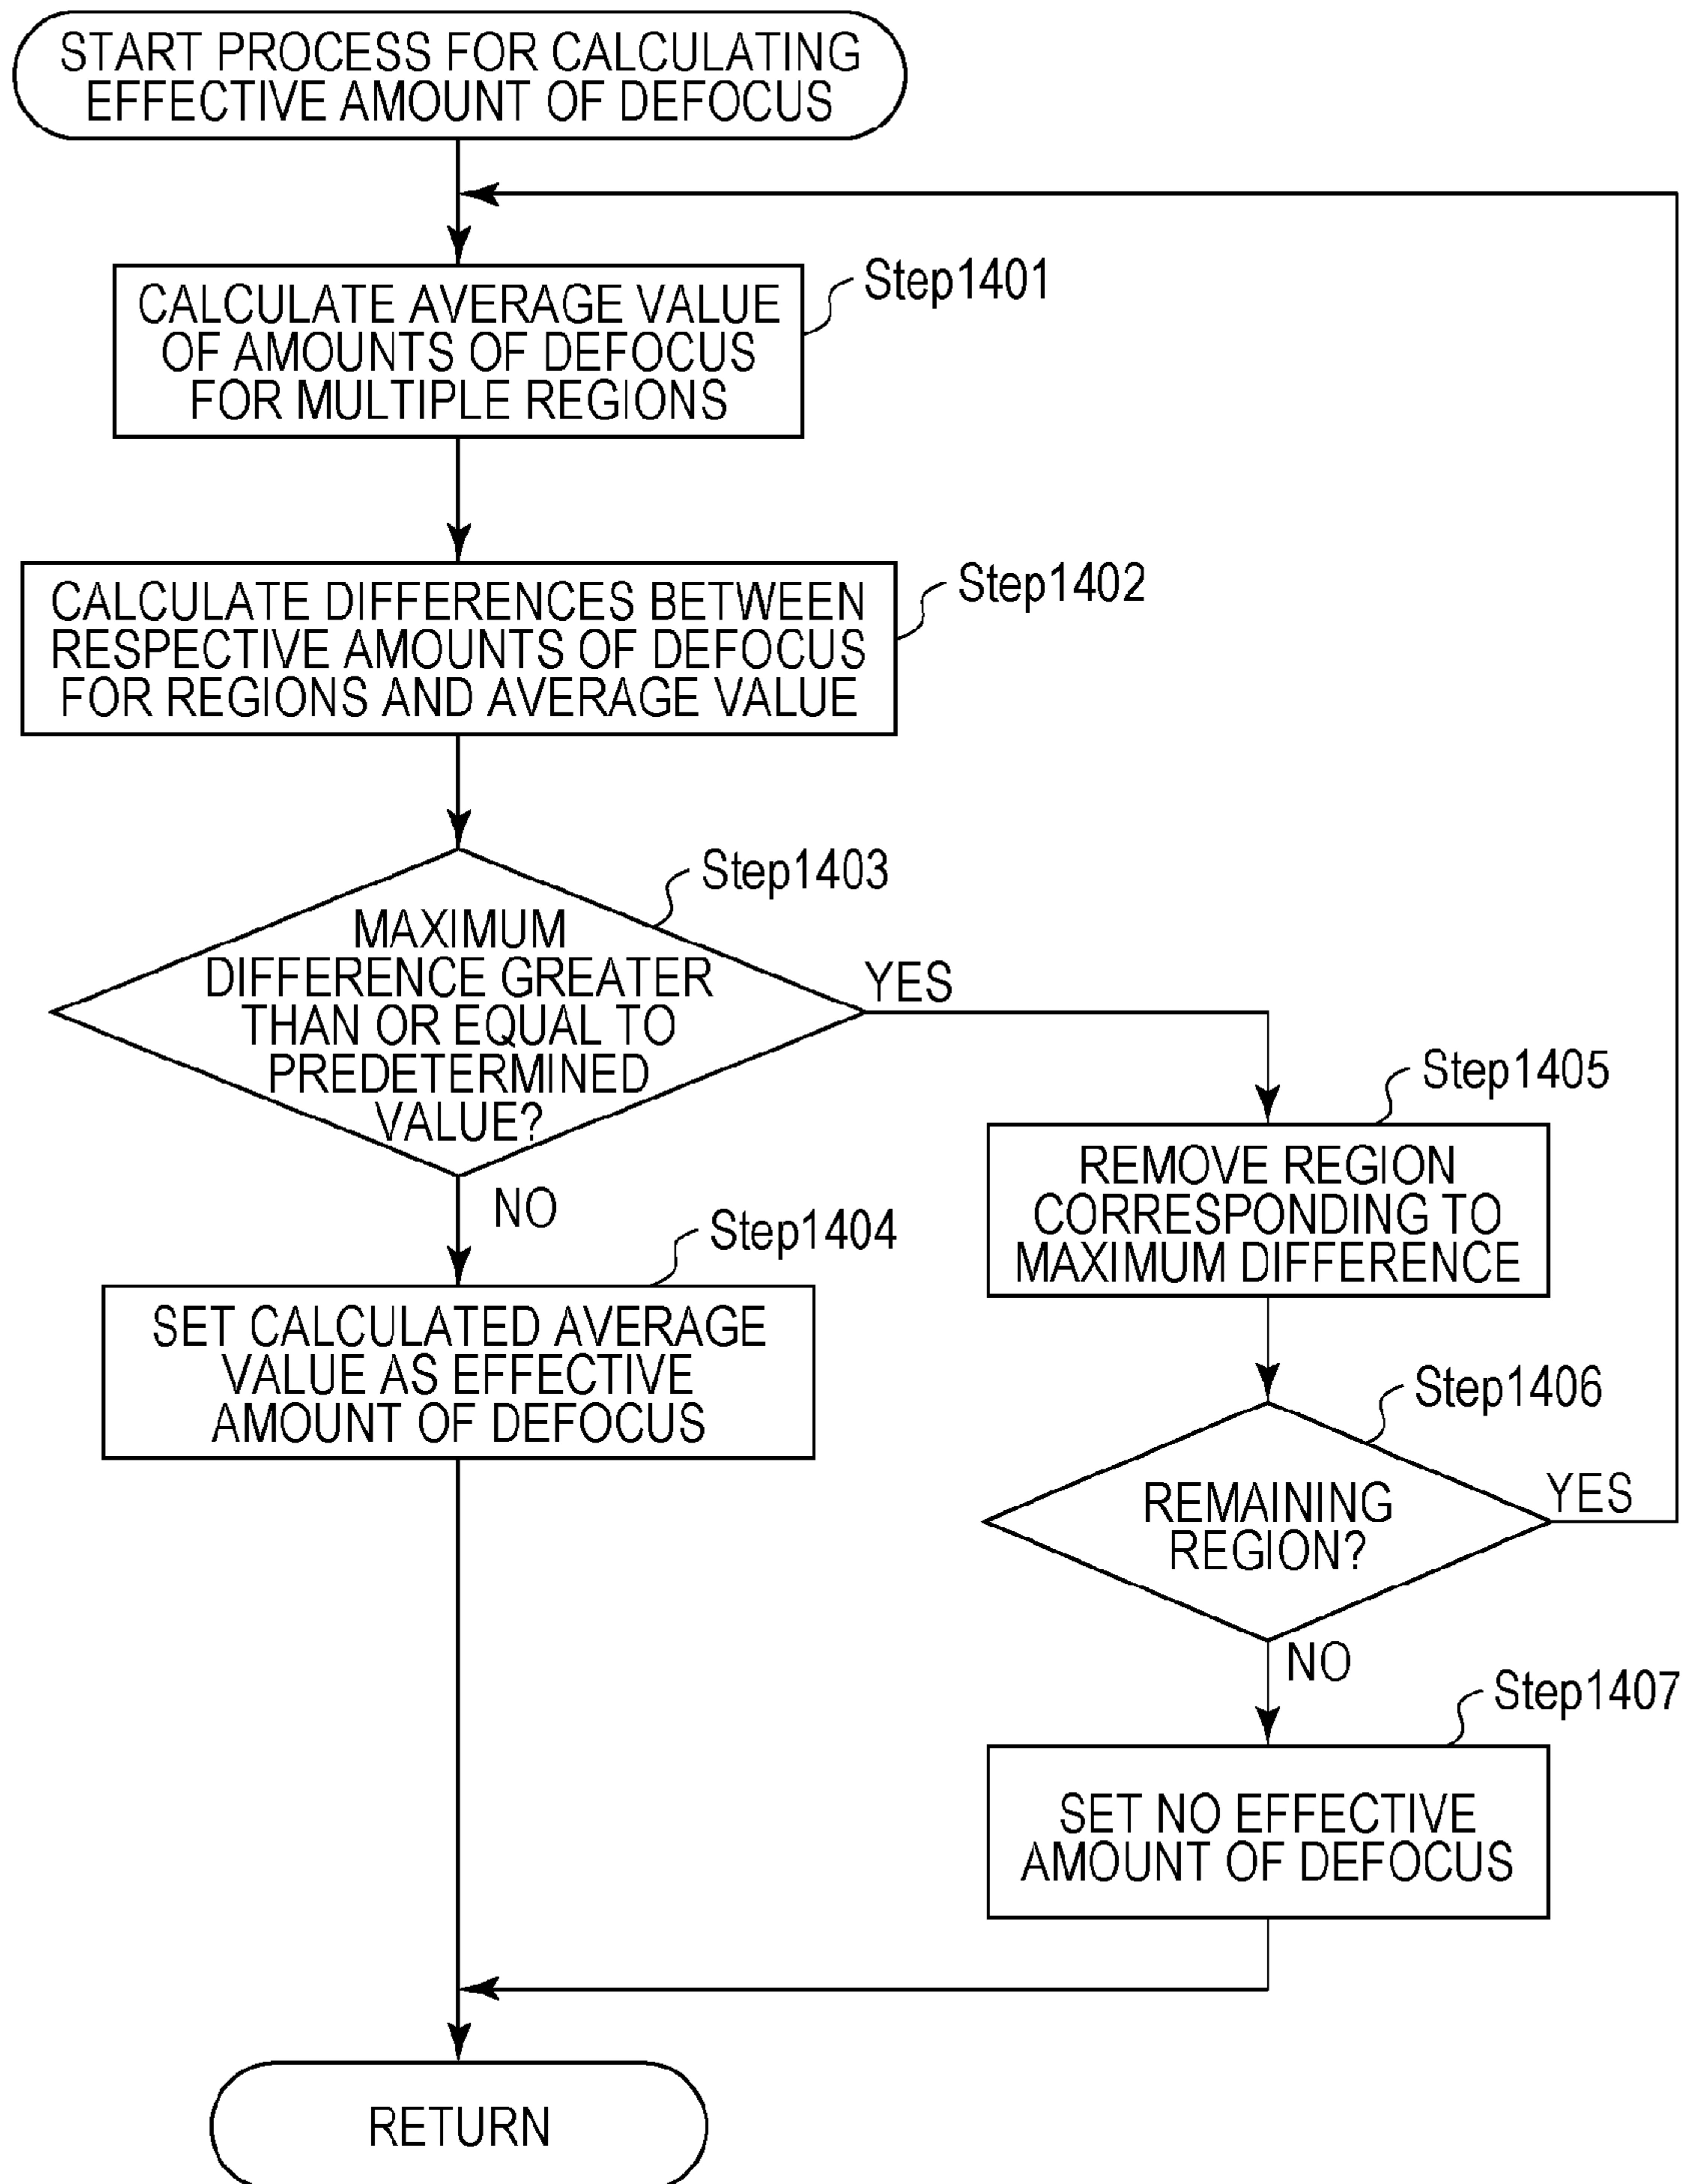 START PROCESS FOR CALCULATING
EFFECTIVE AMOUNT OF DEFOCUS
Step1401
CALCULATE AVERAGE VALUE
OF AMOUNTS OF DEFOCUS
FOR MULTIPLE REGIONS
Step1402
CALCULATE DIFFERENCES BETWEEN
RESPECTIVE AMOUNTS OF DEFOCUS
FOR REGIONS AND AVERAGE VALUE
Step1403
MAXIMUM
DIFFERENCE GREATER
THAN OR EQUAL TO
PREDETERMINED
VALUE?
YES
NO
Step1404
SET CALCULATED AVERAGE
VALUE AS EFFECTIVE
AMOUNT OF DEFOCUS
Step1405
REMOVE REGION
CORRESPONDING TO
MAXIMUM DIFFERENCE
Step1406
REMAINING
REGION?
YES
NO
Step1407
SET NO EFFECTIVE
AMOUNT OF DEFOCUS
RETURN